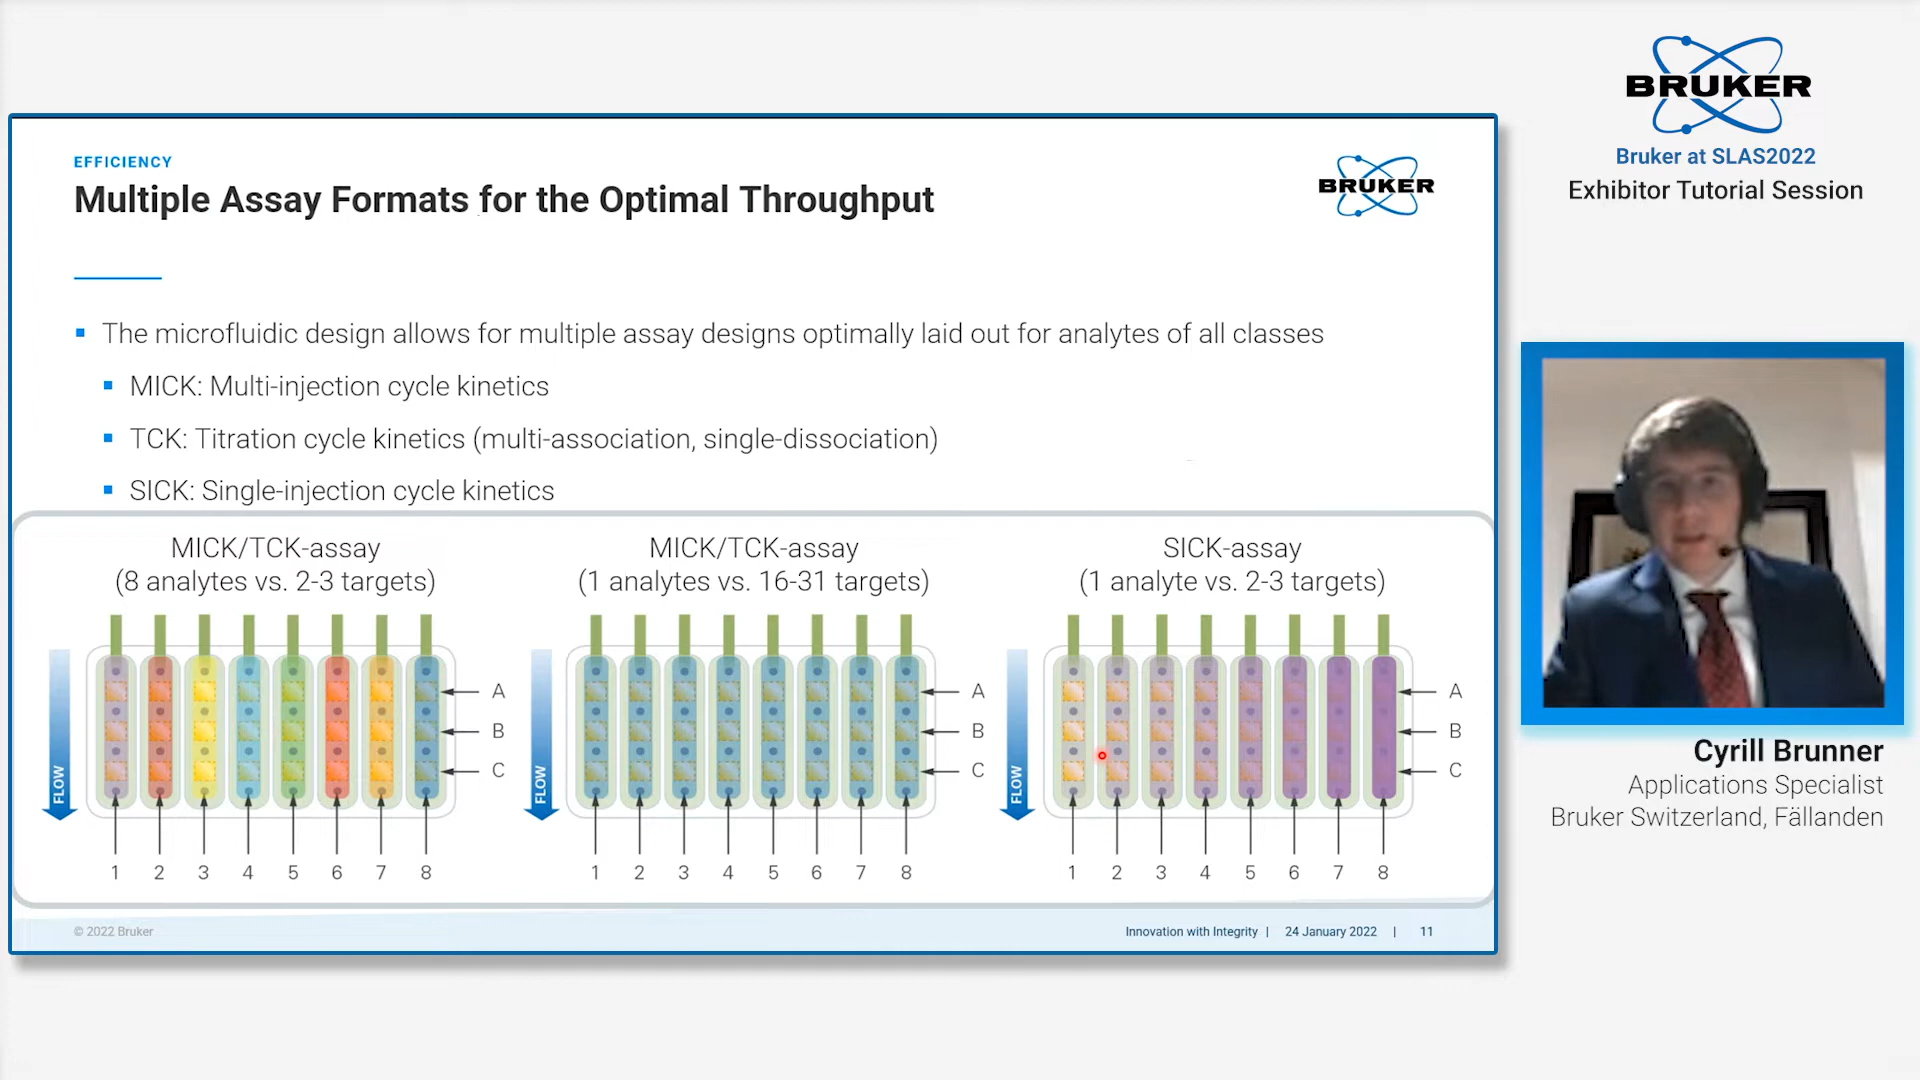 BRUKER
Bruker at SLAS2022
Exhibitor Tutorial Session
EFFICIENCY
Multiple Assay Formats for the Optimal Throughput
BRUKER
The microfluidic design allows for multiple assay designs optimally laid out for analytes of all classes
MICK: Multi-injection cycle kinetics
TCK: Titration cycle kinetics (multi-association, single-dissociation)
SICK: Single-injection cycle kinetics
MICK/TCK-assay
(8 analytes vs. 2-3 targets)
FLOW
A
B
C
1 2 3 4 5 6 7 8
MICK/TCK-assay
(1 analytes vs. 16-31 targets)
FLOW
A
B
C
1 2 3 4 5 6 7 8
SICK-assay
(1 analyte vs. 2-3 targets)
FLOW
A
B
C
1 2 3 4 5 6 7 8
© 2022 Bruker
Innovation with Integrity | 24 January 2022 | 11
Cyrill Brunner
Applications Specialist
Bruker Switzerland, Fällanden